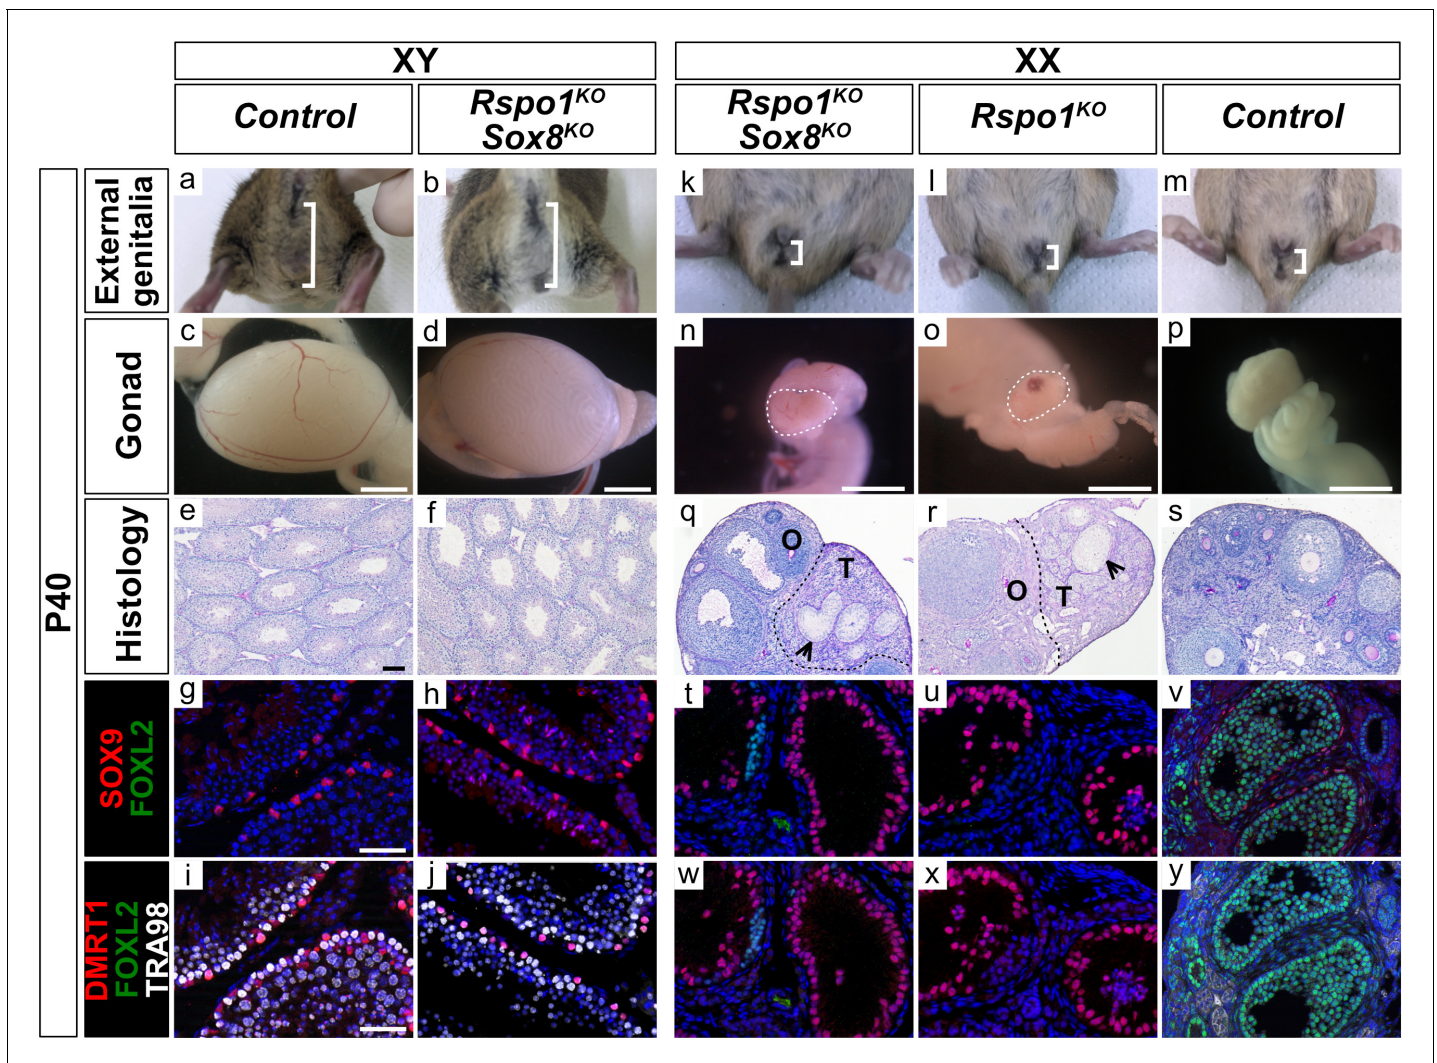 XY
XX
Control
Rspo1KO
Sox8KO
Rspo1KO
Sox8KO
Rspo1KO
Control
P40
External
genitalia
a
b
k
l
m
Gonad
c
d
n
o
p
Histology
e
f
q
O
T
r
O
T
s
SOX9
FOXL2
g
h
t
u
v
DMRT1
FOXL2
TRA98
i
j
w
x
y